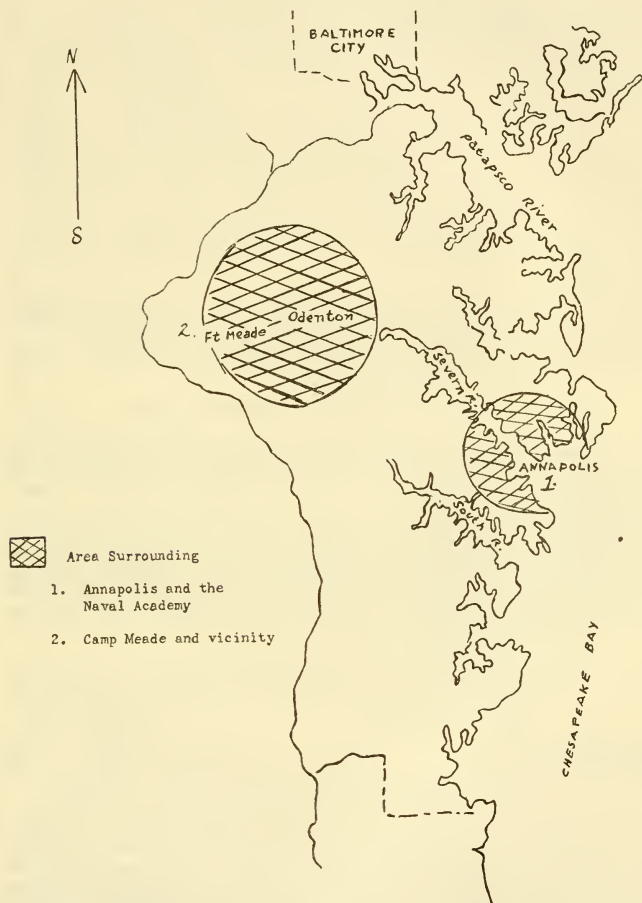 BALTIMORE
CITY
N
S
Patapsco River
2. Ft Meade
Odenton
Severn R.
ANNAPOLIS
1.
South R.
Area Surrounding
1. Annapolis and the
Naval Academy
2. Camp Meade and vicinity
CHESAPEAKE BAY